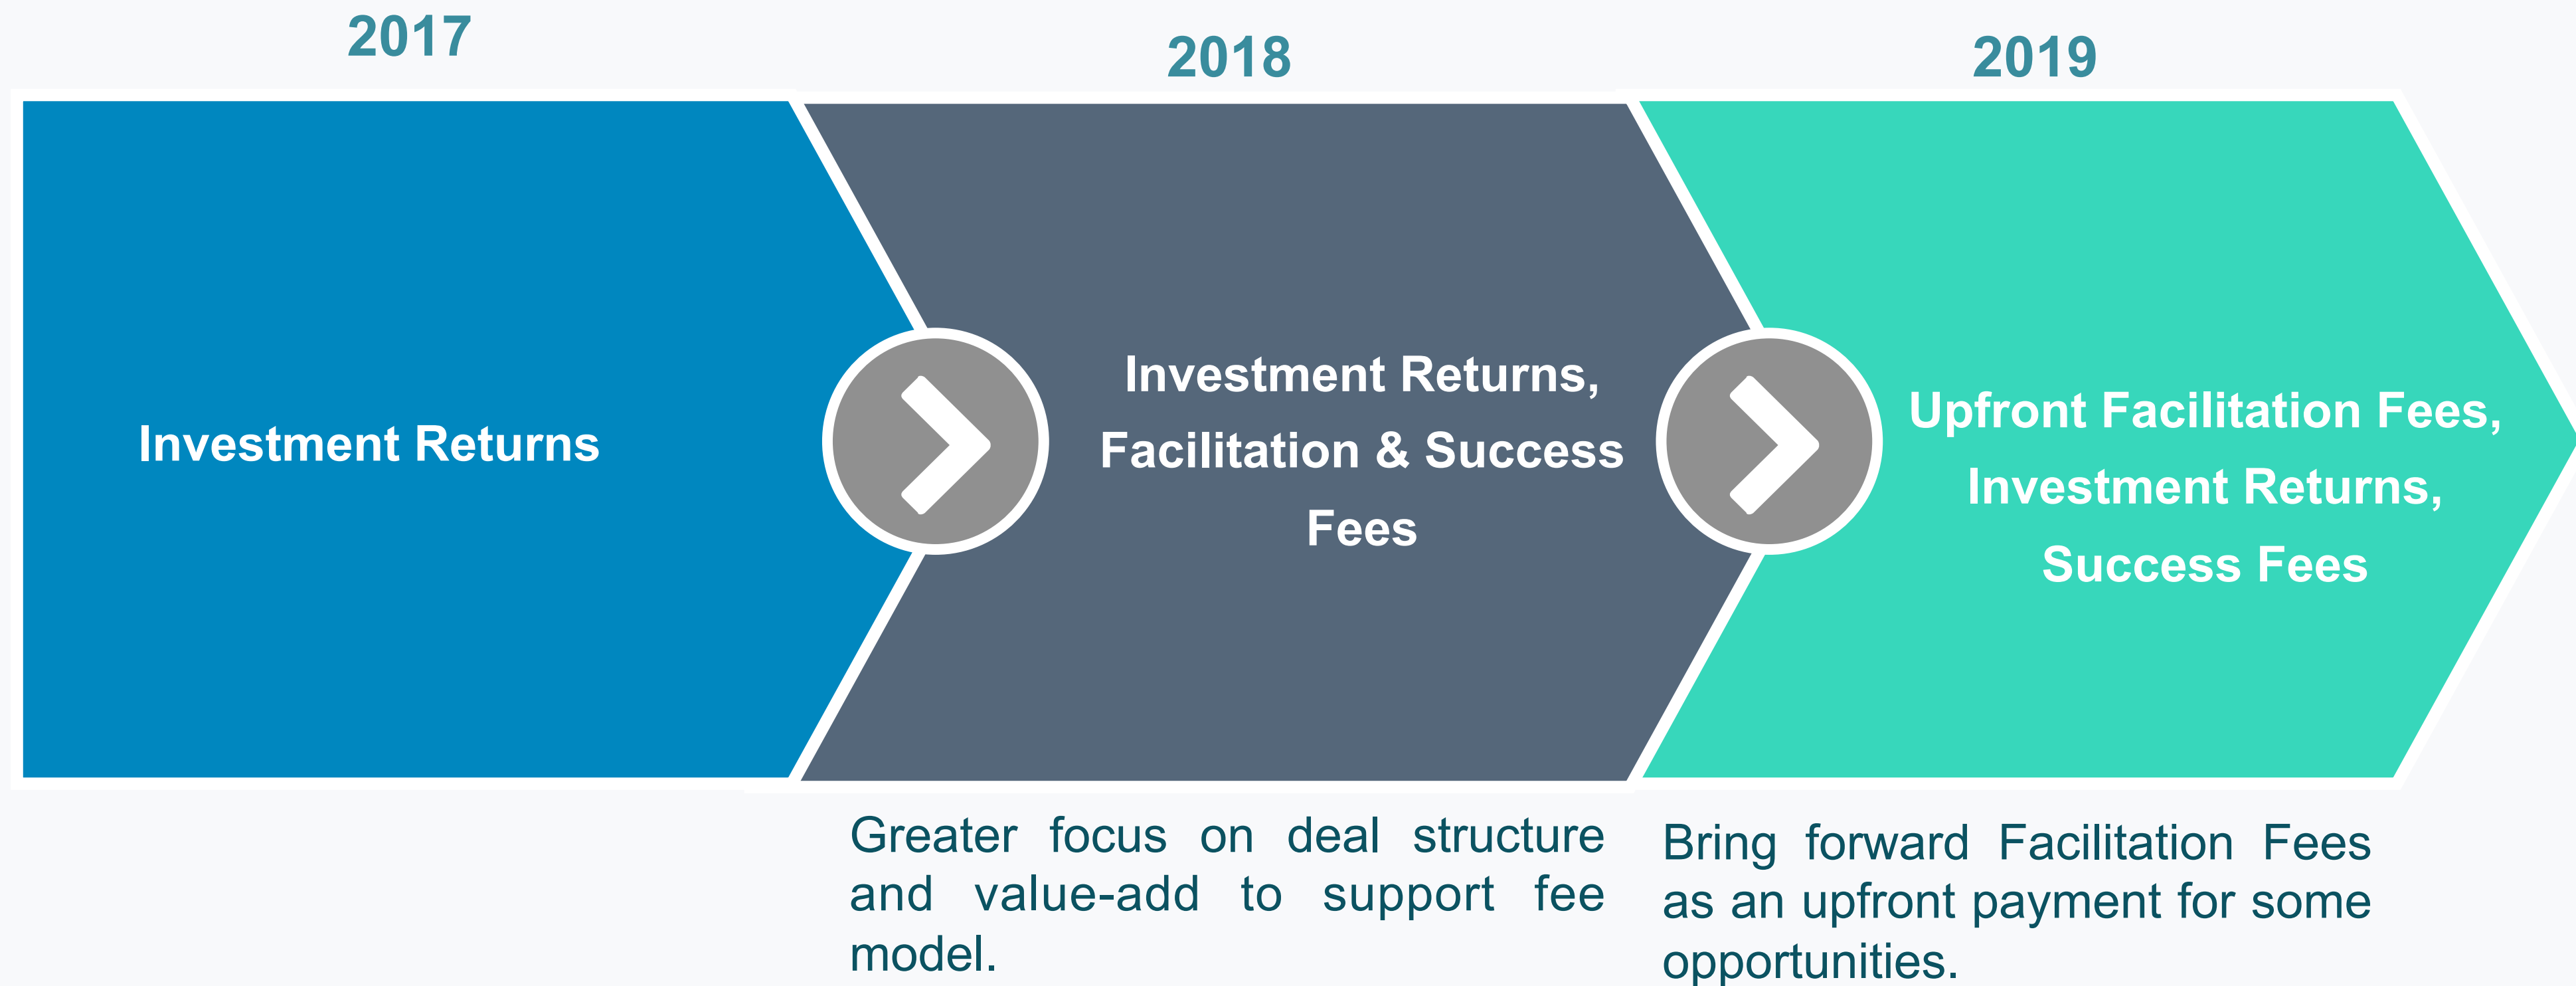 2017
2018
2019
Investment Returns
Investment Returns,
Facilitation & Success
Fees
Upfront Facilitation Fees,
Investment Returns,
Success Fees
Greater focus on deal structure
and value-add to support fee
model.
Bring forward Facilitation Fees
as an upfront payment for some
opportunities.